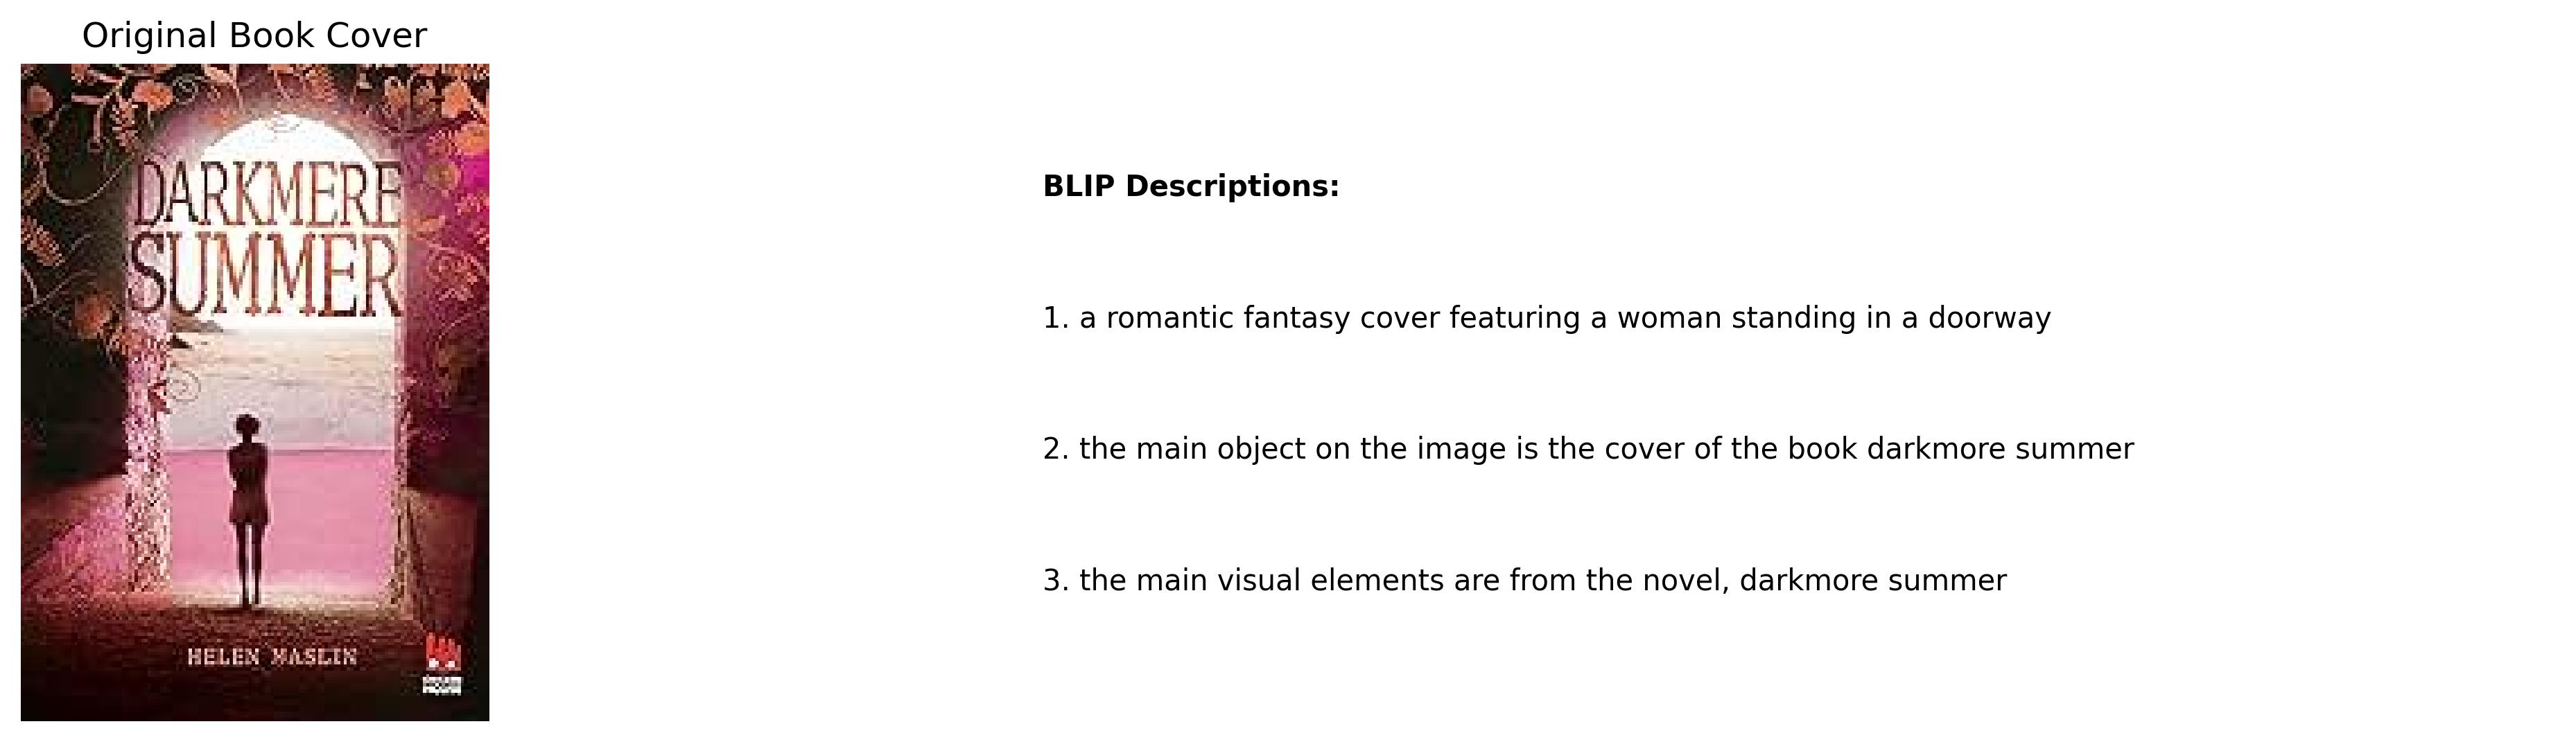 Original Book Cover
DARKMERE
SUMMER
HELEN MASLIN
BLIP Descriptions:
1. a romantic fantasy cover featuring a woman standing in a doorway
2. the main object on the image is the cover of the book darkmore summer
3. the main visual elements are from the novel, darkmore summer